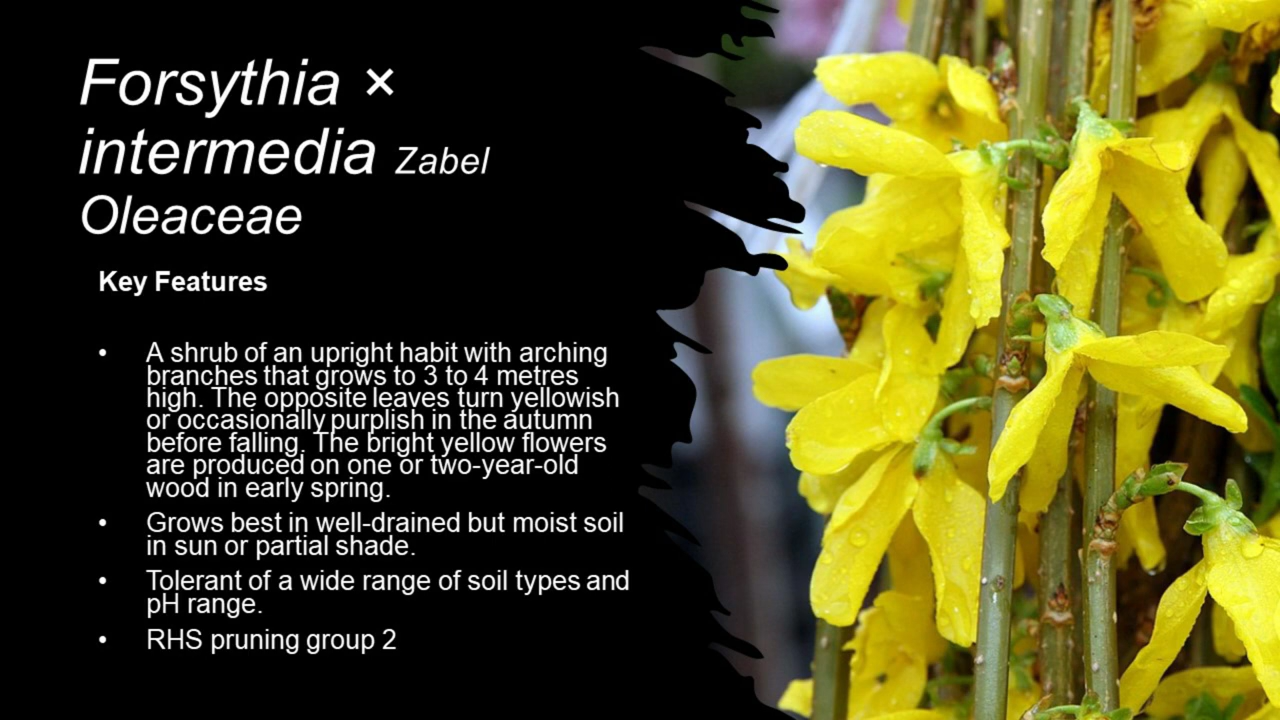 Forsythia ×
intermedia Zabel
Oleaceae
Key Features
• A shrub of an upright habit with arching
branches that grows to 3 to 4 metres
high. The opposite leaves turn yellowish
or occasionally purplish in the autumn
before falling. The bright yellow flowers
are produced on one or two-year-old
wood in early spring.
• Grows best in well-drained but moist soil
in sun or partial shade.
• Tolerant of a wide range of soil types and
pH range.
• RHS pruning group 2